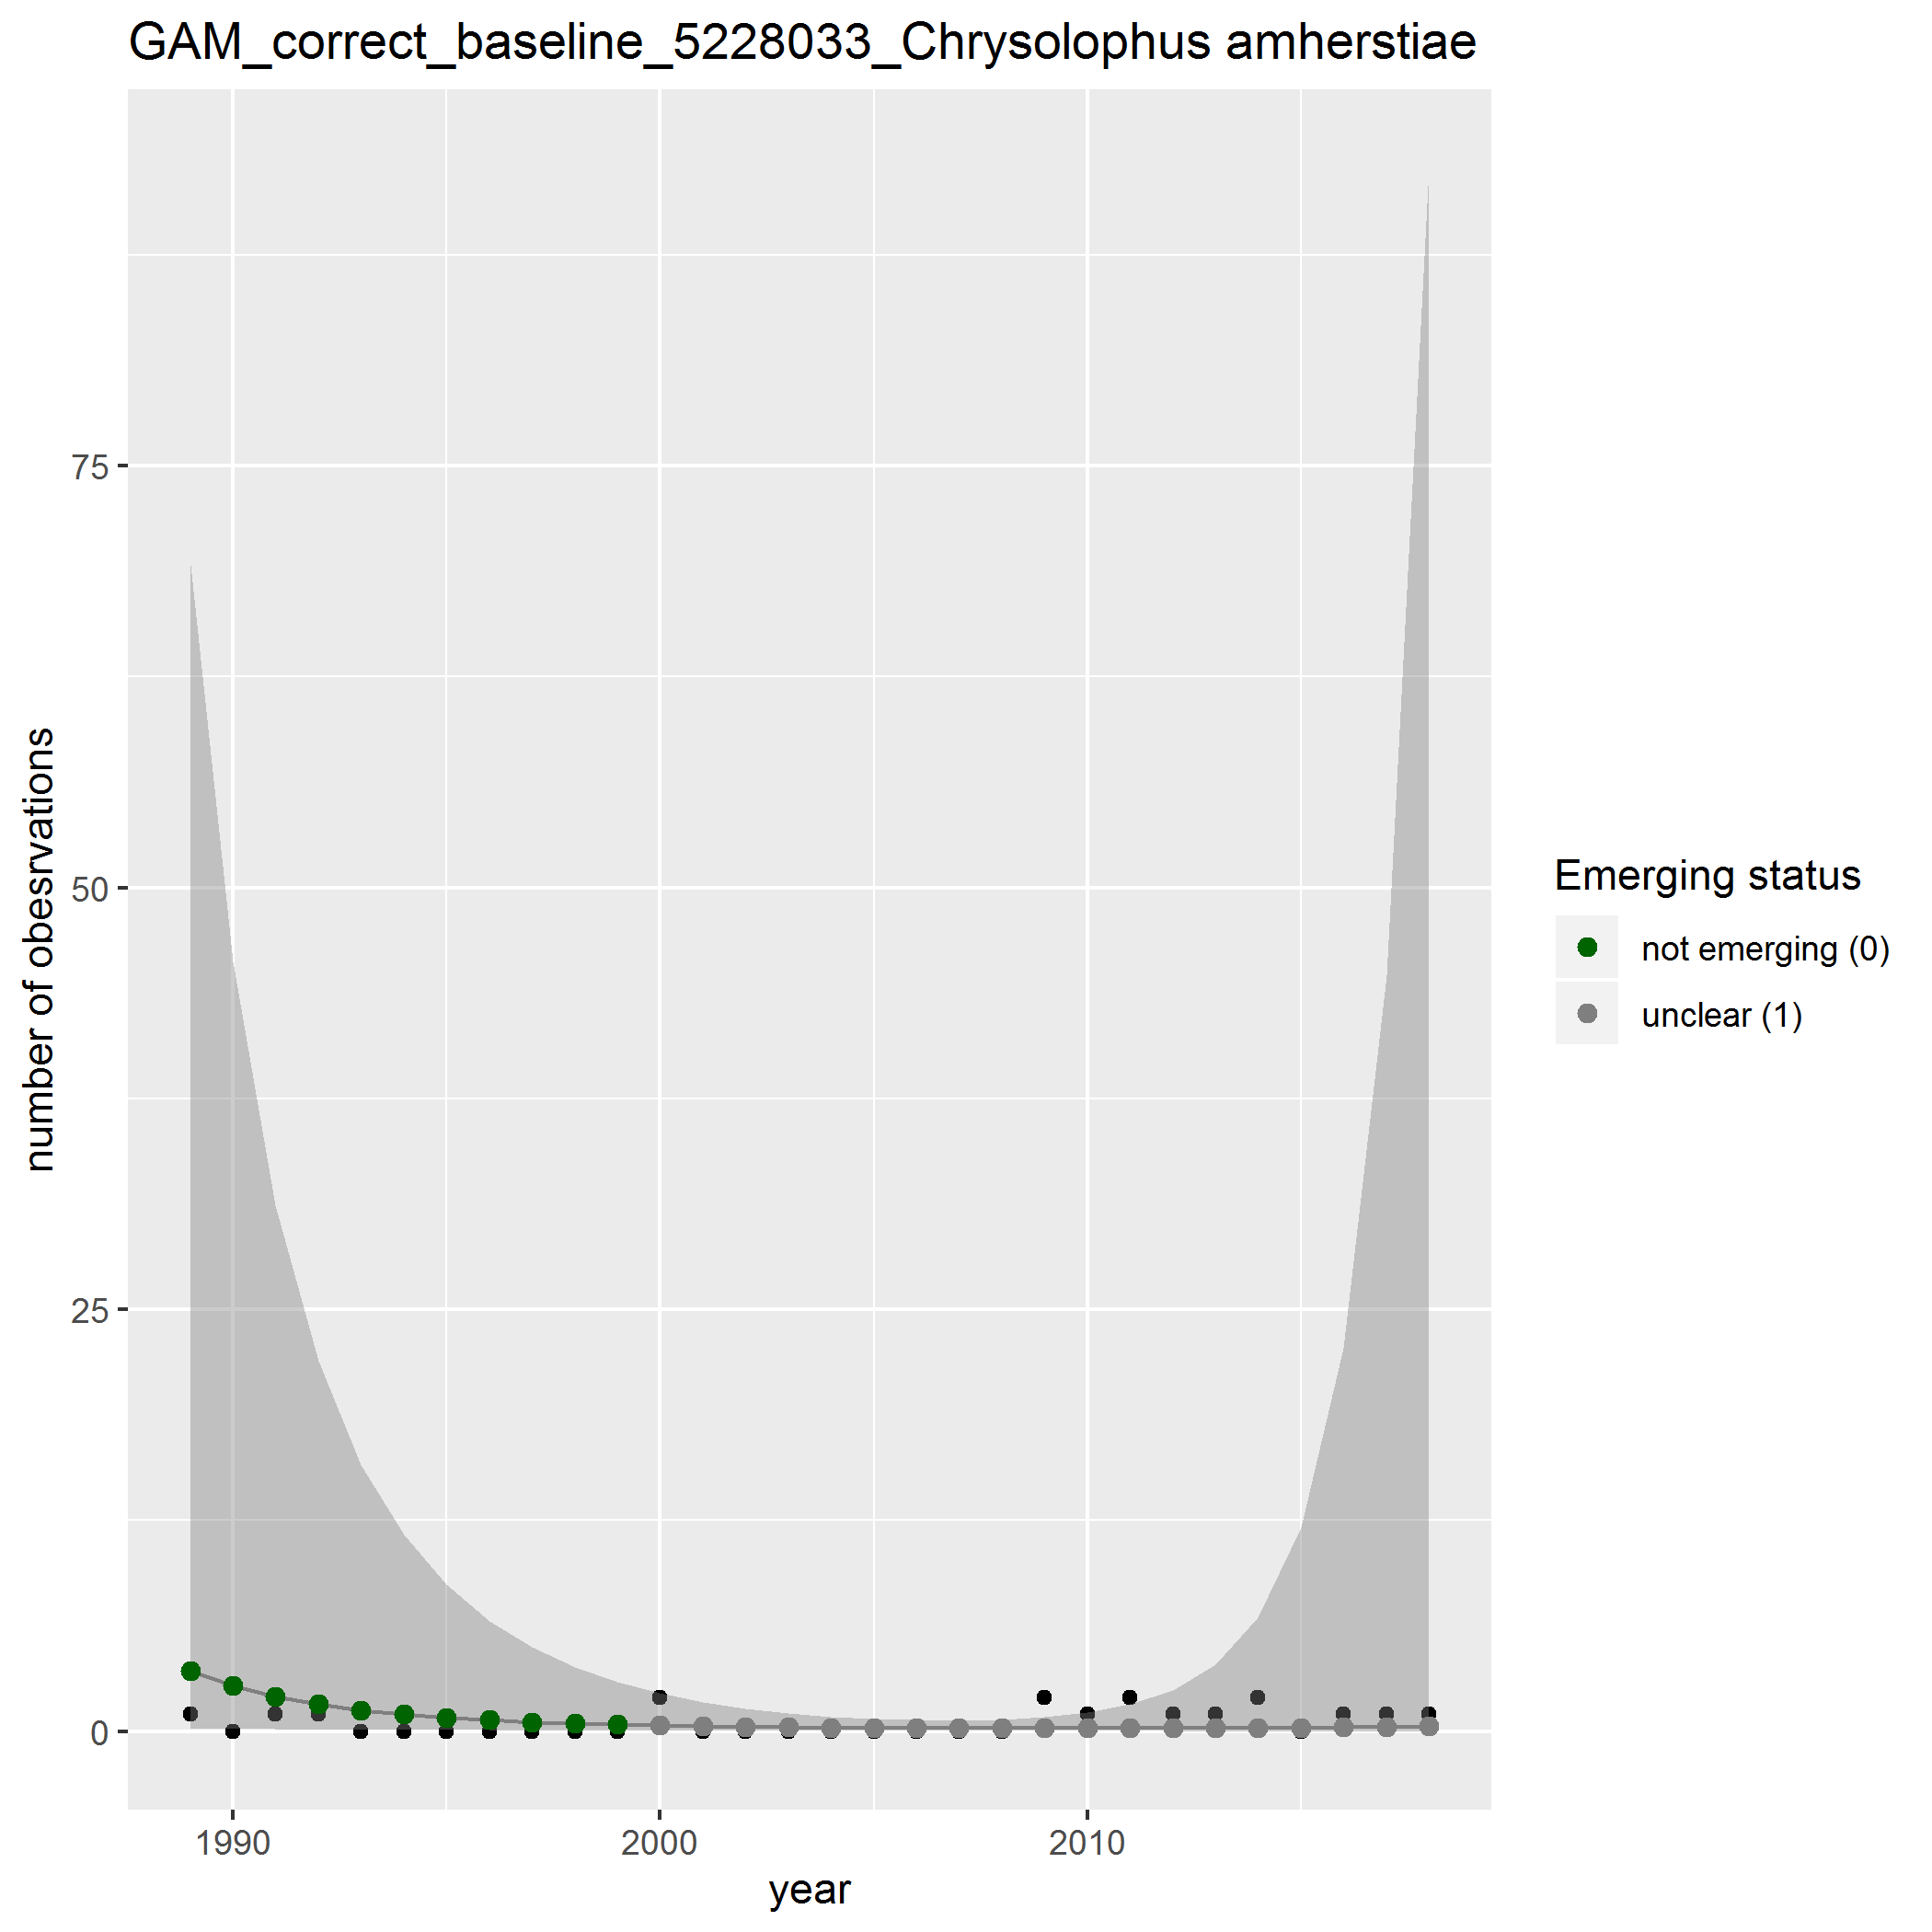 GAM_correct_baseline_5228033_Chrysolophus amherstiae
75
50
25
0
number of obesrvations
1990
2000
2010
year
Emerging status
not emerging (0)
unclear (1)